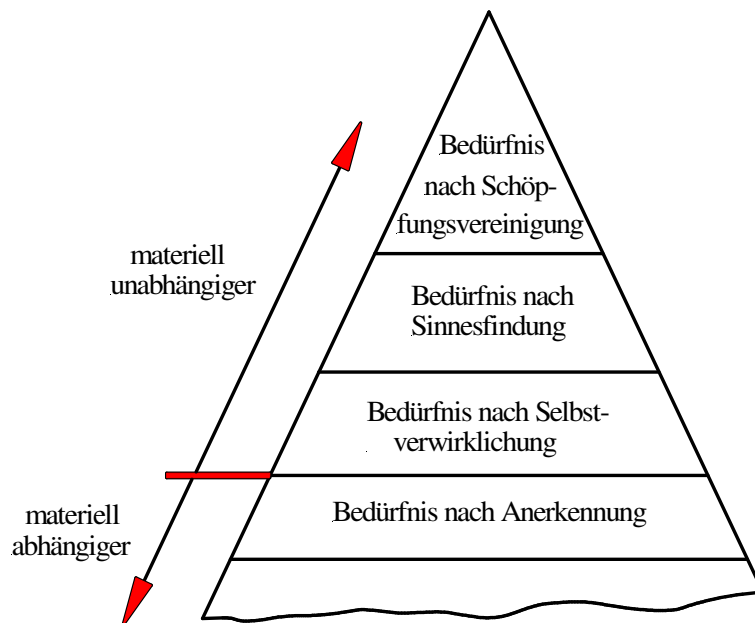 Bedürfnis
nach Schöp-
fungsvereinigung
materiell
unabhängiger
Bedürfnis nach
Sinnesfindung
Bedürfnis nach Selbst-
verwirklichung
materiell
abhängiger
Bedürfnis nach Anerkennung